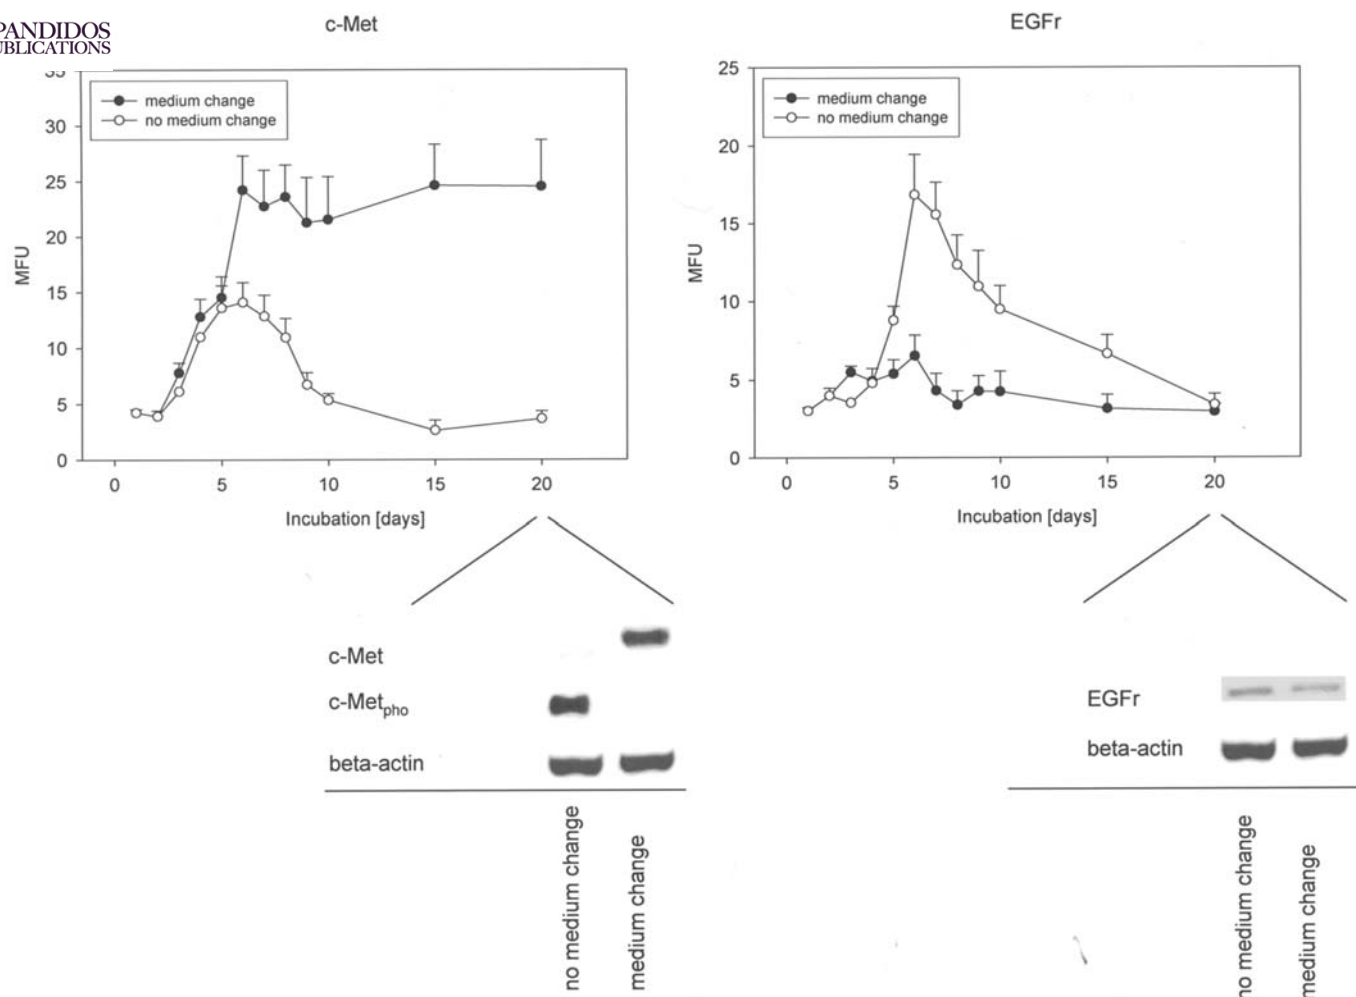 PANDIDOS
UBLICATIONS
c-Met
35
30
25
20
15
10
5
0
MFU
medium change
no medium change
0 5 10 15 20
Incubation [days]
c-Met
c-Metpho
beta-actin
no medium change
medium change
EGFr
25
20
15
10
5
0
MFU
medium change
no medium change
0 5 10 15 20
Incubation [days]
EGFr
beta-actin
no medium change
medium change